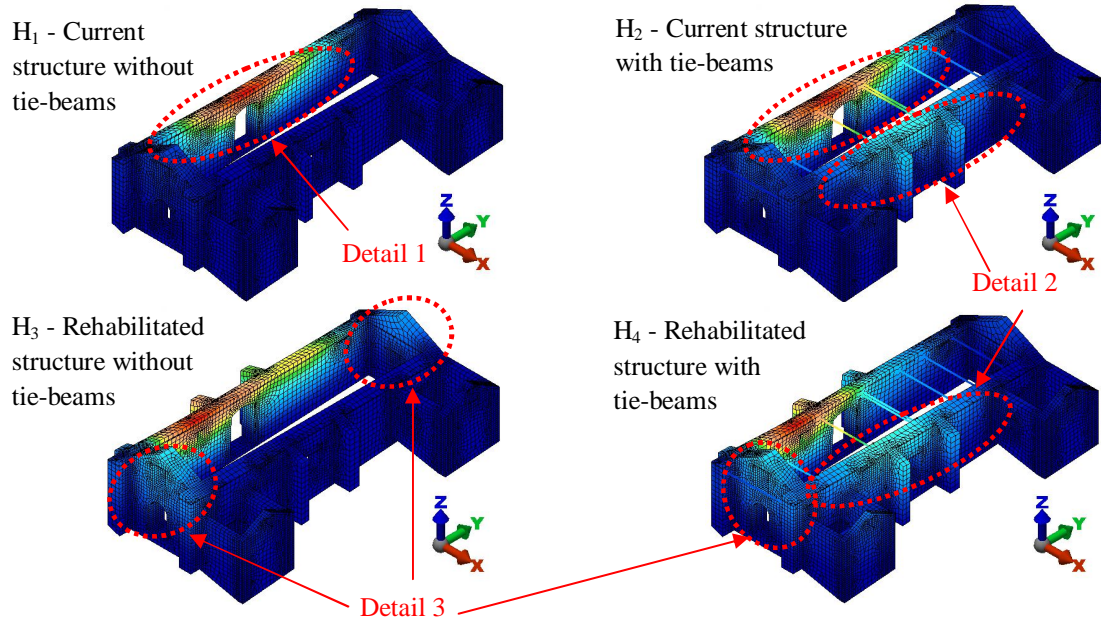 H₁ - Current
structure without
tie-beams
H₂ - Current structure
with tie-beams
Z
Y
X
Detail 1
Z
Y
X
Detail 2
H₃ - Rehabilitated
structure without
tie-beams
H₄ - Rehabilitated
structure with
tie-beams
Z
Y
X
Z
Y
X
Detail 3